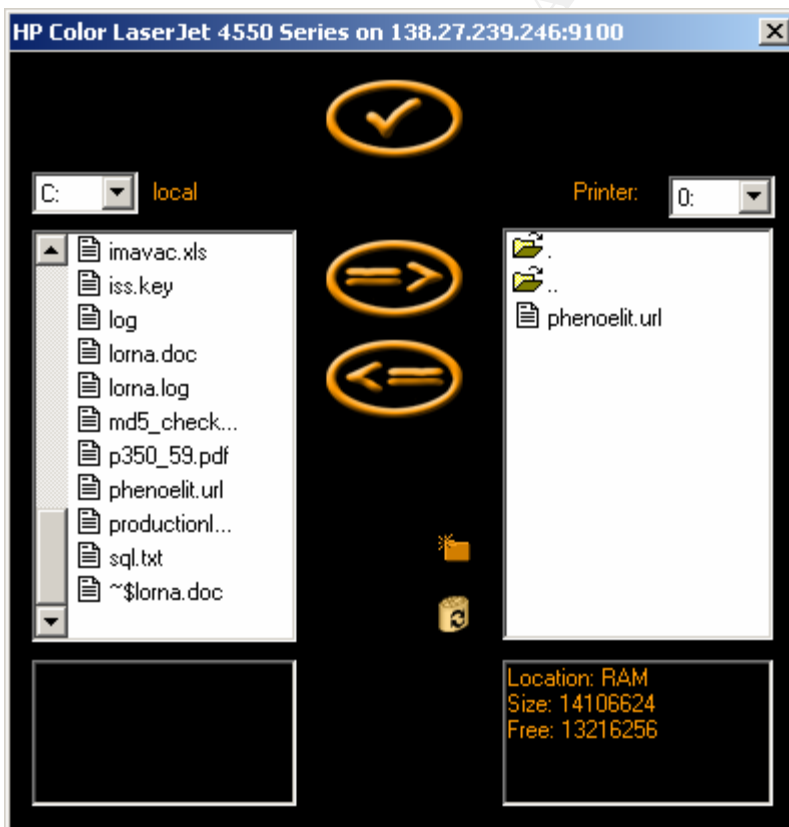 HP Color LaserJet 4550 Series on 138.27.239.246:9100
C:
local
Printer:
0:
imavac.xls
iss.key
log
lorna.doc
lorna.log
md5_check...
p350_59.pdf
phenoelit.url
productionl...
sql.txt
~$lorna.doc
.
..
phenoelit.url
Location: RAM
Size: 14106624
Free: 13216256